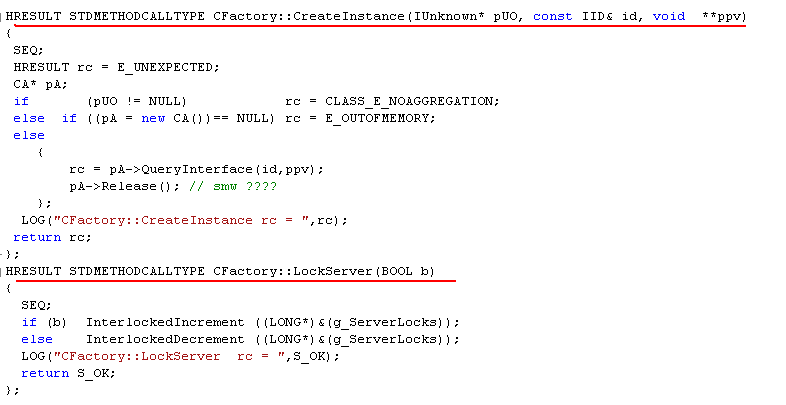 HRESULT STDMETHODCALLTYPE CFactory::CreateInstance(IUnknown* pUO, const IID& id, void  **ppv)
{
 SEQ;
 HRESULT rc = E_UNEXPECTED;
 CA* pA;
 if       (pUO != NULL)            rc = CLASS_E_NOAGGREGATION;
 else  if ((pA = new CA())== NULL) rc = E_OUTOFMEMORY;
 else
    {
        rc = pA->QueryInterface(id,ppv);
        pA->Release(); // smw ????
    };
  LOG("CFactory::CreateInstance rc = ",rc);
 return rc;
};
HRESULT STDMETHODCALLTYPE CFactory::LockServer(BOOL b)
{
  SEQ;
  if (b)  InterlockedIncrement ((LONG*)&(g_ServerLocks));
  else    InterlockedDecrement ((LONG*)&(g_ServerLocks));
  LOG("CFactory::LockServer  rc = ",S_OK);
  return S_OK;
};